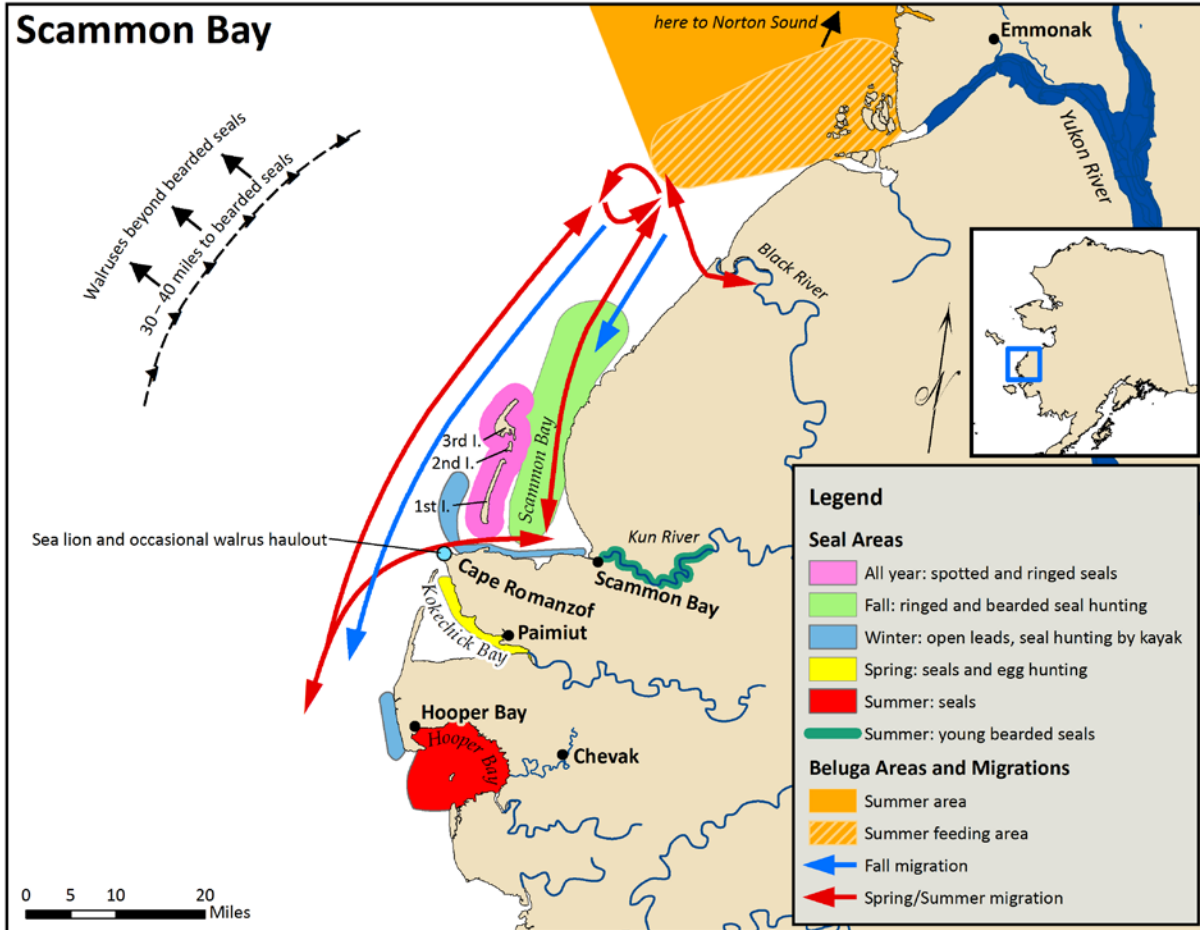 Scammon Bay
here to Norton Sound
Emmonak
Yukon River
Walruses beyond bearded seals
30 – 40 miles to bearded seals
Black River
3rd I.
2nd I.
1st I.
Scammon Bay
Sea lion and occasional walrus haulout
Kun River
Cape Romanzof
Scammon Bay
Kokechick Bay
Paimiut
Hooper Bay
Hooper Bay
Chevak
0 5 10 20
Miles
N
Legend
Seal Areas
All year: spotted and ringed seals
Fall: ringed and bearded seal hunting
Winter: open leads, seal hunting by kayak
Spring: seals and egg hunting
Summer: seals
Summer: young bearded seals
Beluga Areas and Migrations
Summer area
Summer feeding area
Fall migration
Spring/Summer migration